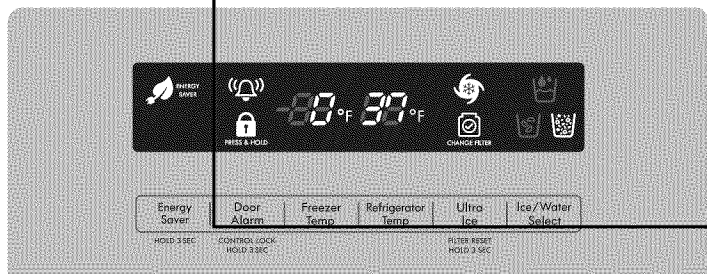 ENERGY
SAVER
0°F 37°F
PRESS & HOLD
CHANGE FILTER
Energy Saver
Door Alarm
Freezer Temp
Refrigerator Temp
Ultra Ice
Ice/Water Select
HOLD 3 SEC
CONTROL LOCK
HOLD 3 SEC
FILTER RESET
HOLD 3 SEC